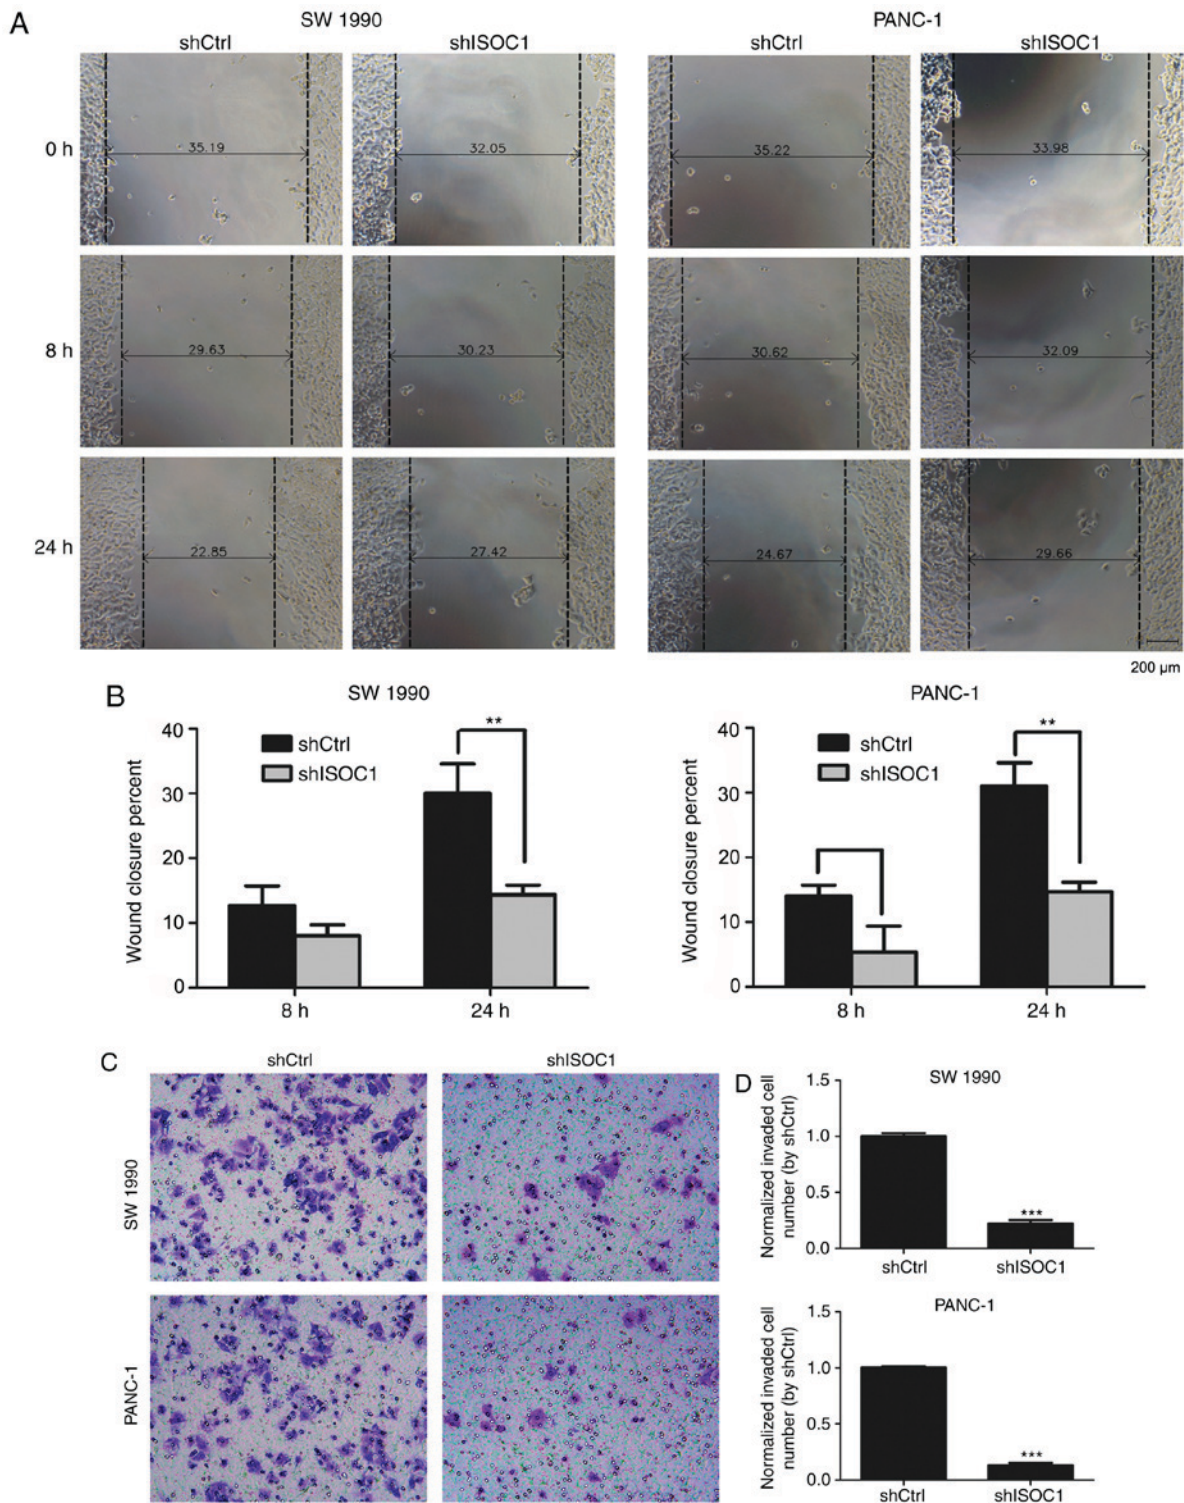 A
SW 1990
PANC-1
shCtrl
shISOC1
shCtrl
shISOC1
0 h
35.19
32.05
35.22
33.98
8 h
29.63
30.23
30.62
32.09
24 h
22.85
27.42
24.67
29.66
200 µm
B
SW 1990
Wound closure percent
40
30
20
10
0
shCtrl
shISOC1
**
8 h
24 h
PANC-1
Wound closure percent
40
30
20
10
0
shCtrl
shISOC1
**
8 h
24 h
C
shCtrl
shISOC1
SW 1990
PANC-1
D
SW 1990
Normalized invaded cell
number (by shCtrl)
1.5
1.0
0.5
0.0
***
shCtrl
shISOC1
PANC-1
Normalized invaded cell
number (by shCtrl)
1.5
1.0
0.5
0.0
***
shCtrl
shISOC1